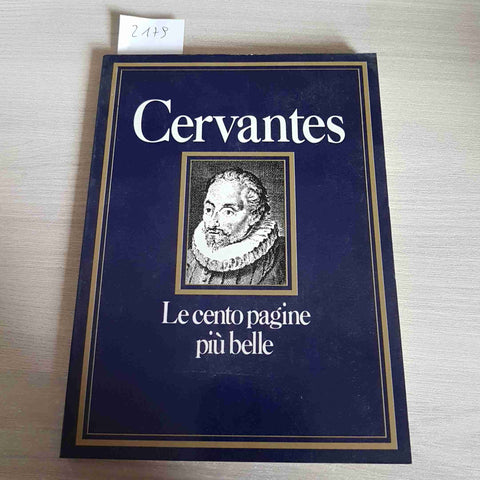 2179
Cervantes
Le cento pagine
più belle